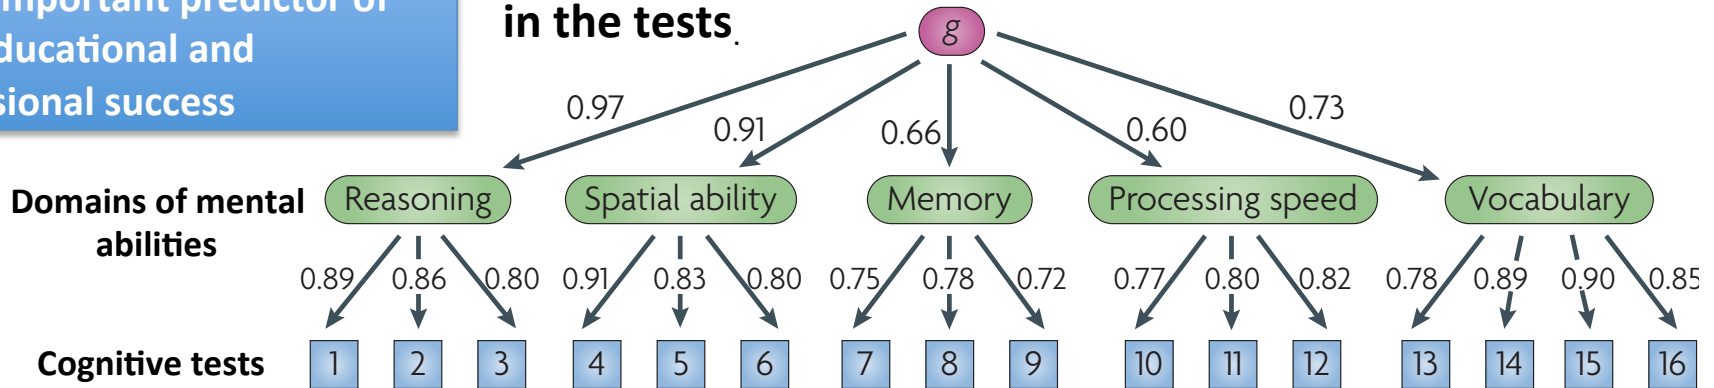 important predictor of
ducational and
sional success
in the tests.
g
0.97
0.91
0.66
0.60
0.73
Domains of mental
abilities
Reasoning
Spatial ability
Memory
Processing speed
Vocabulary
0.89 0.86 0.80 0.91 0.83 0.80 0.75 0.78 0.72 0.77 0.80 0.82 0.78 0.89 0.90 0.85
Cognitive tests
1 2 3 4 5 6 7 8 9 10 11 12 13 14 15 16